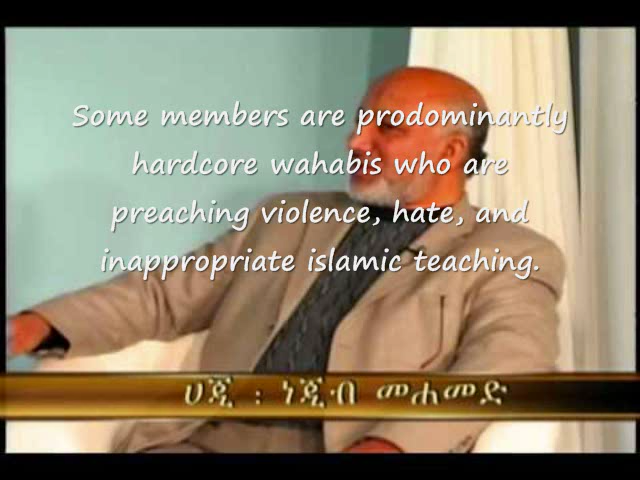 Some members are prodominantly
hardcore wahabis who are
preaching violence, hate, and
inappropriate islamic teaching.
ሀጂ : ነጂብ መሐመድ